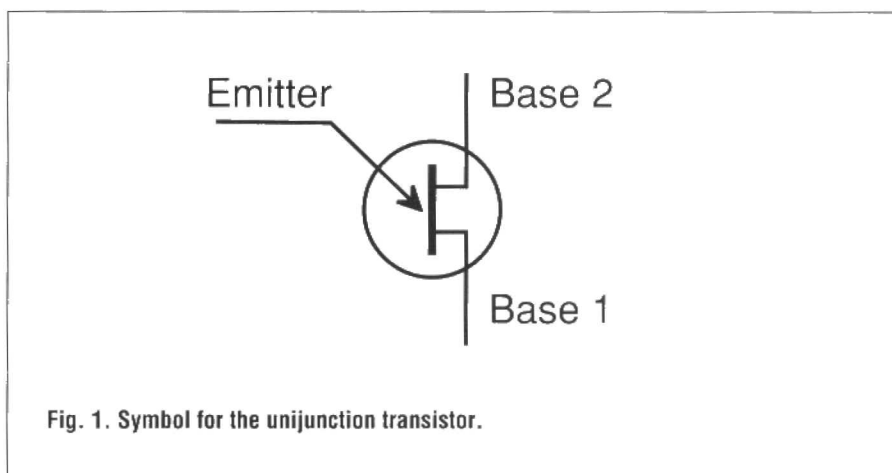 Emitter
Base 2
Base 1
Fig. 1. Symbol for the unijunction transistor.